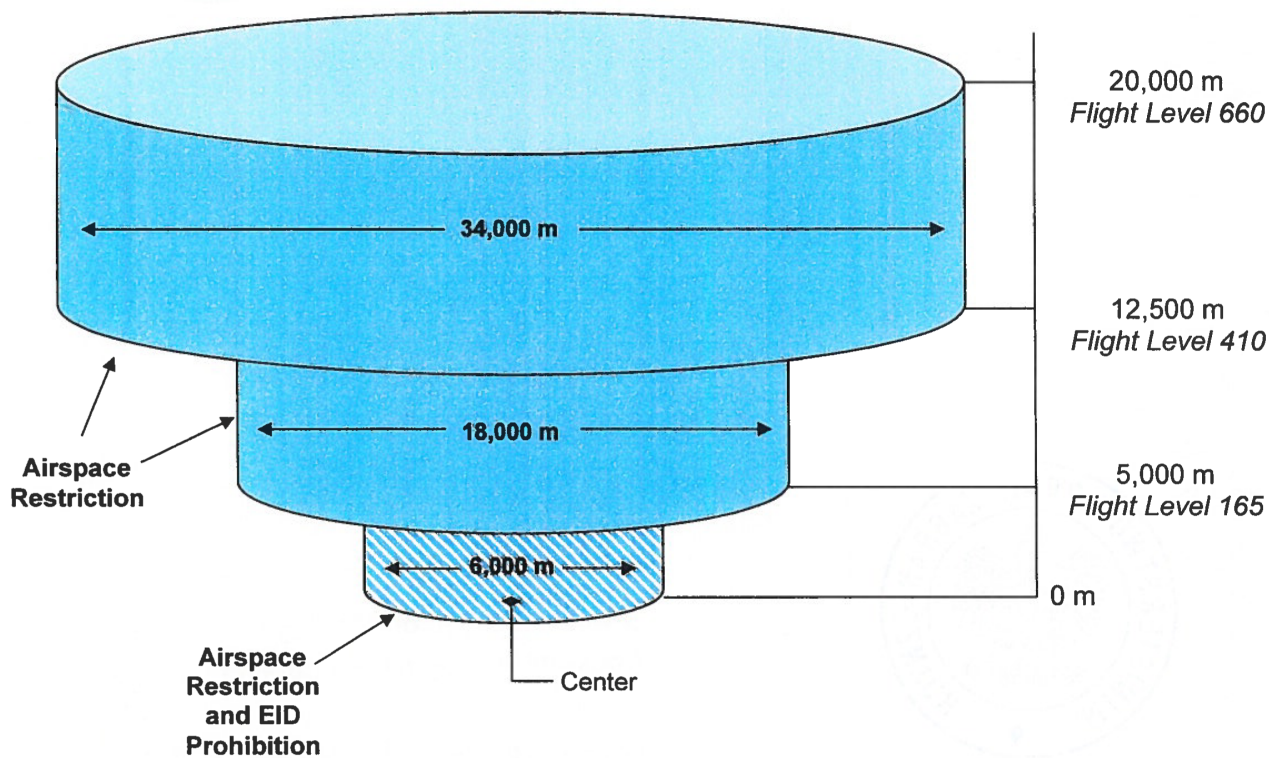 20,000 m
Flight Level 660
34,000 m
12,500 m
Flight Level 410
18,000 m
Airspace
Restriction
5,000 m
Flight Level 165
6,000 m
0 m
Airspace
Restriction
and EID
Prohibition
Center